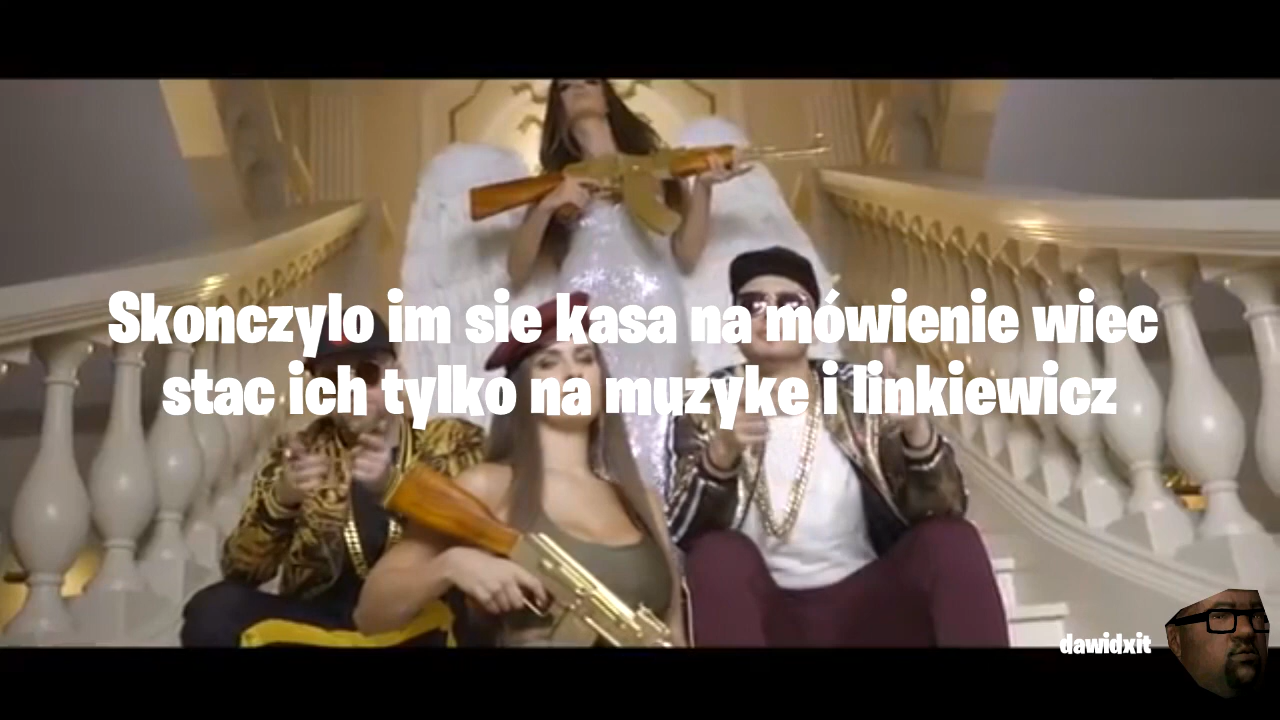 Skonczylo im sie kasa na mówienie wiec
stac ich tylko na muzyke i linkiewicz
dawidxit